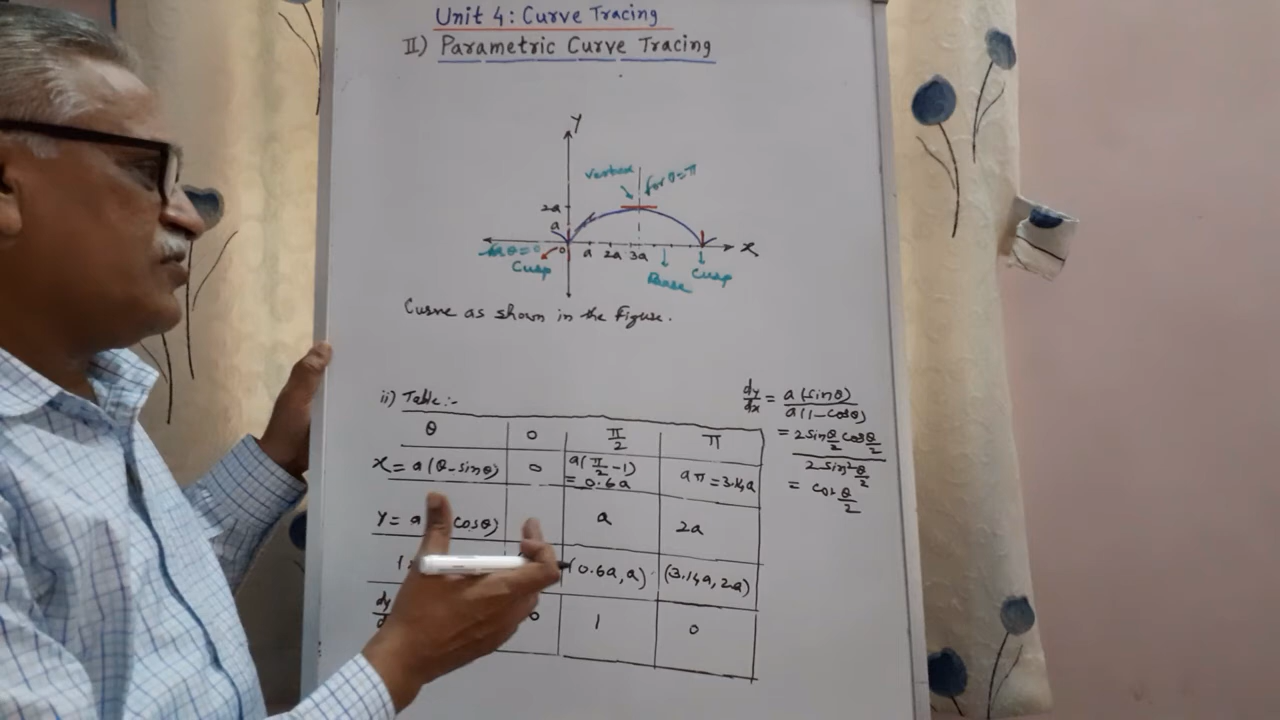 Unit 4: Curve Tracing
II) Parametric Curve Tracing
Y
vertex
for θ=π
2a
a
0 a 2a 3a X
θ=0
Cusp
Base
Cusp
Curve as shown in the Figure.
ii) Table:-
θ 0 π/2 π
x = a(θ-sinθ) 0 a(π/2 -1) = 0.6a aπ = 3.14a
y = a cosθ) a 2a
(0.6a, a) (3.14a, 2a)
dy 0 1 0
dy/dx = a(sinθ)/a(1-cosθ)
= 2sin θ/2 cos θ/2 / 2sin² θ/2
= cot θ/2